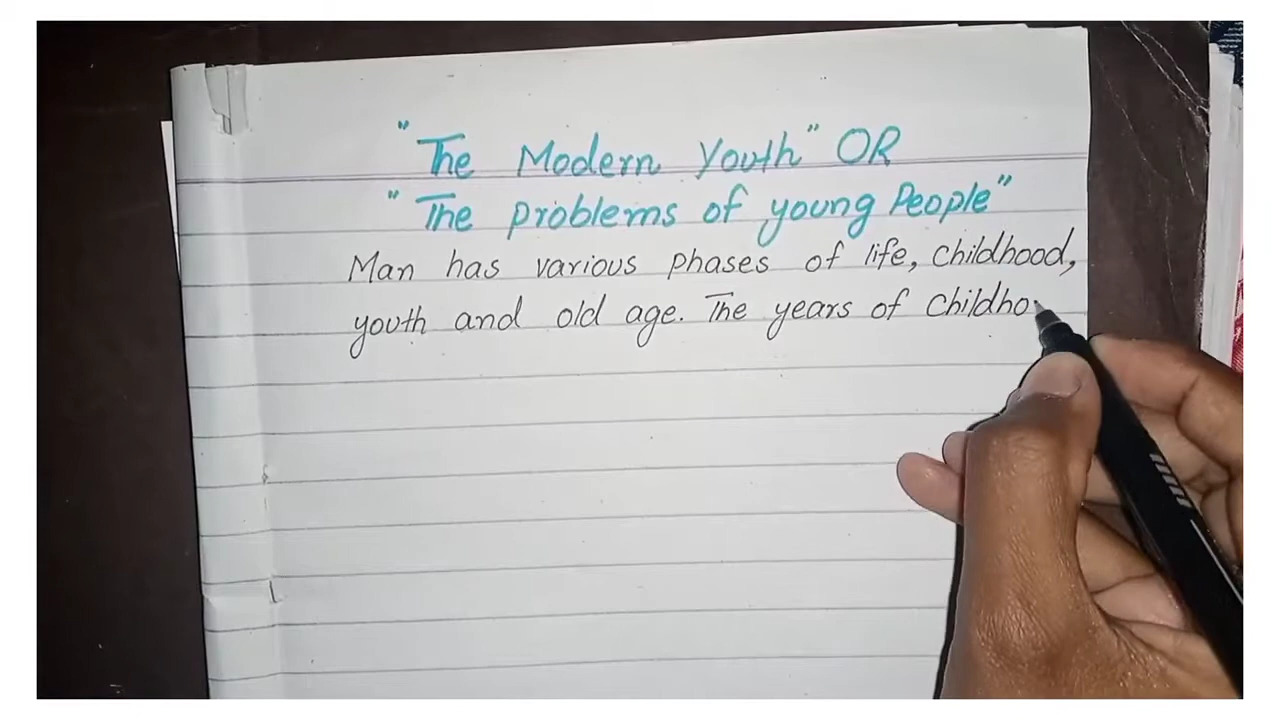 "The Modern Youth" OR
"The problems of young People"
Man has various phases of life, childhood,
youth and old age. The years of childho